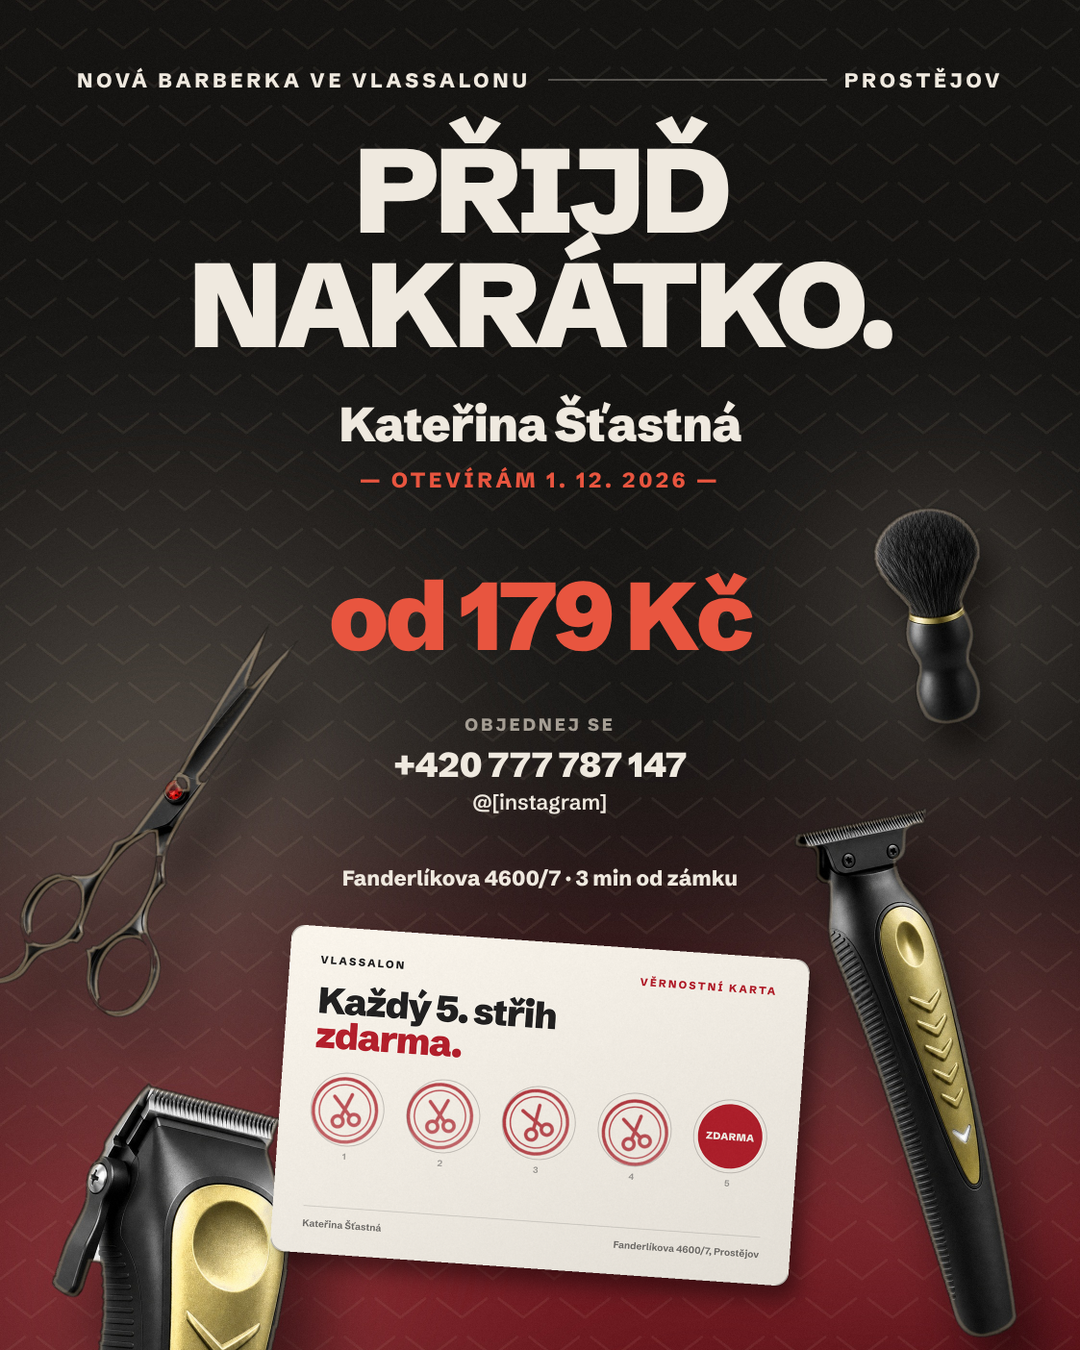 NOVÁ BARBERKA VE VLASSALONU PROSTĚJOV
PŘIJĎ
NAKRÁTKO.
Kateřina Šťastná
— OTEVÍRÁM 1. 12. 2026 —
od 179 Kč
OBJEDNEJ SE
+420 777 787 147
@[instagram]
Fanderlíkova 4600/7 · 3 min od zámku
VLASSALON
VĚRNOSTNÍ KARTA
Každý 5. střih
zdarma.
ZDARMA
1 2 3 4 5
Kateřina Šťastná
Fanderlíkova 4600/7, Prostějov